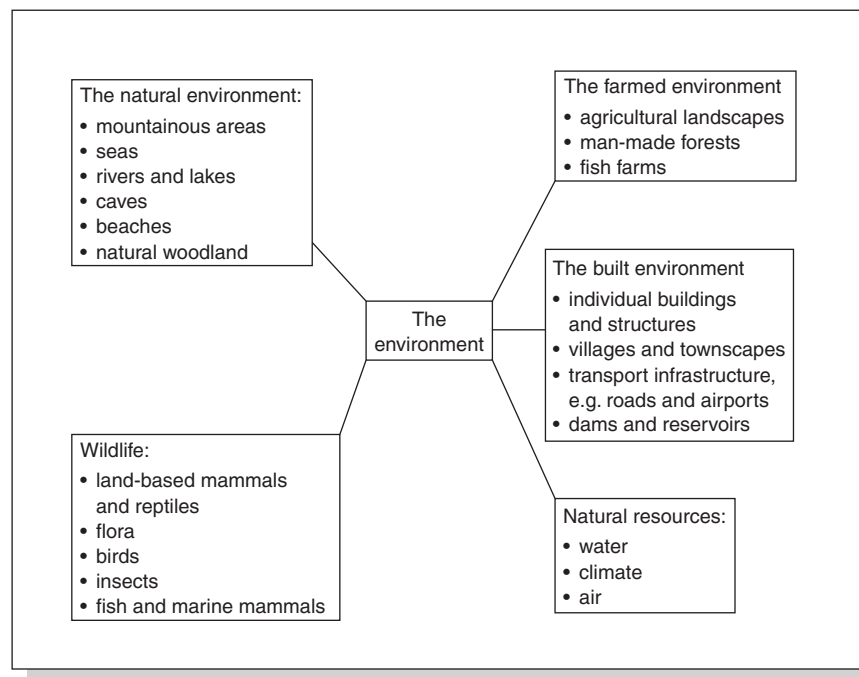 The natural environment:
• mountainous areas
• seas
• rivers and lakes
• caves
• beaches
• natural woodland
The farmed environment
• agricultural landscapes
• man-made forests
• fish farms
The built environment
• individual buildings
and structures
• villages and townscapes
• transport infrastructure,
e.g. roads and airports
• dams and reservoirs
The
environment
Wildlife:
• land-based mammals
and reptiles
• flora
• birds
• insects
• fish and marine mammals
Natural resources:
• water
• climate
• air